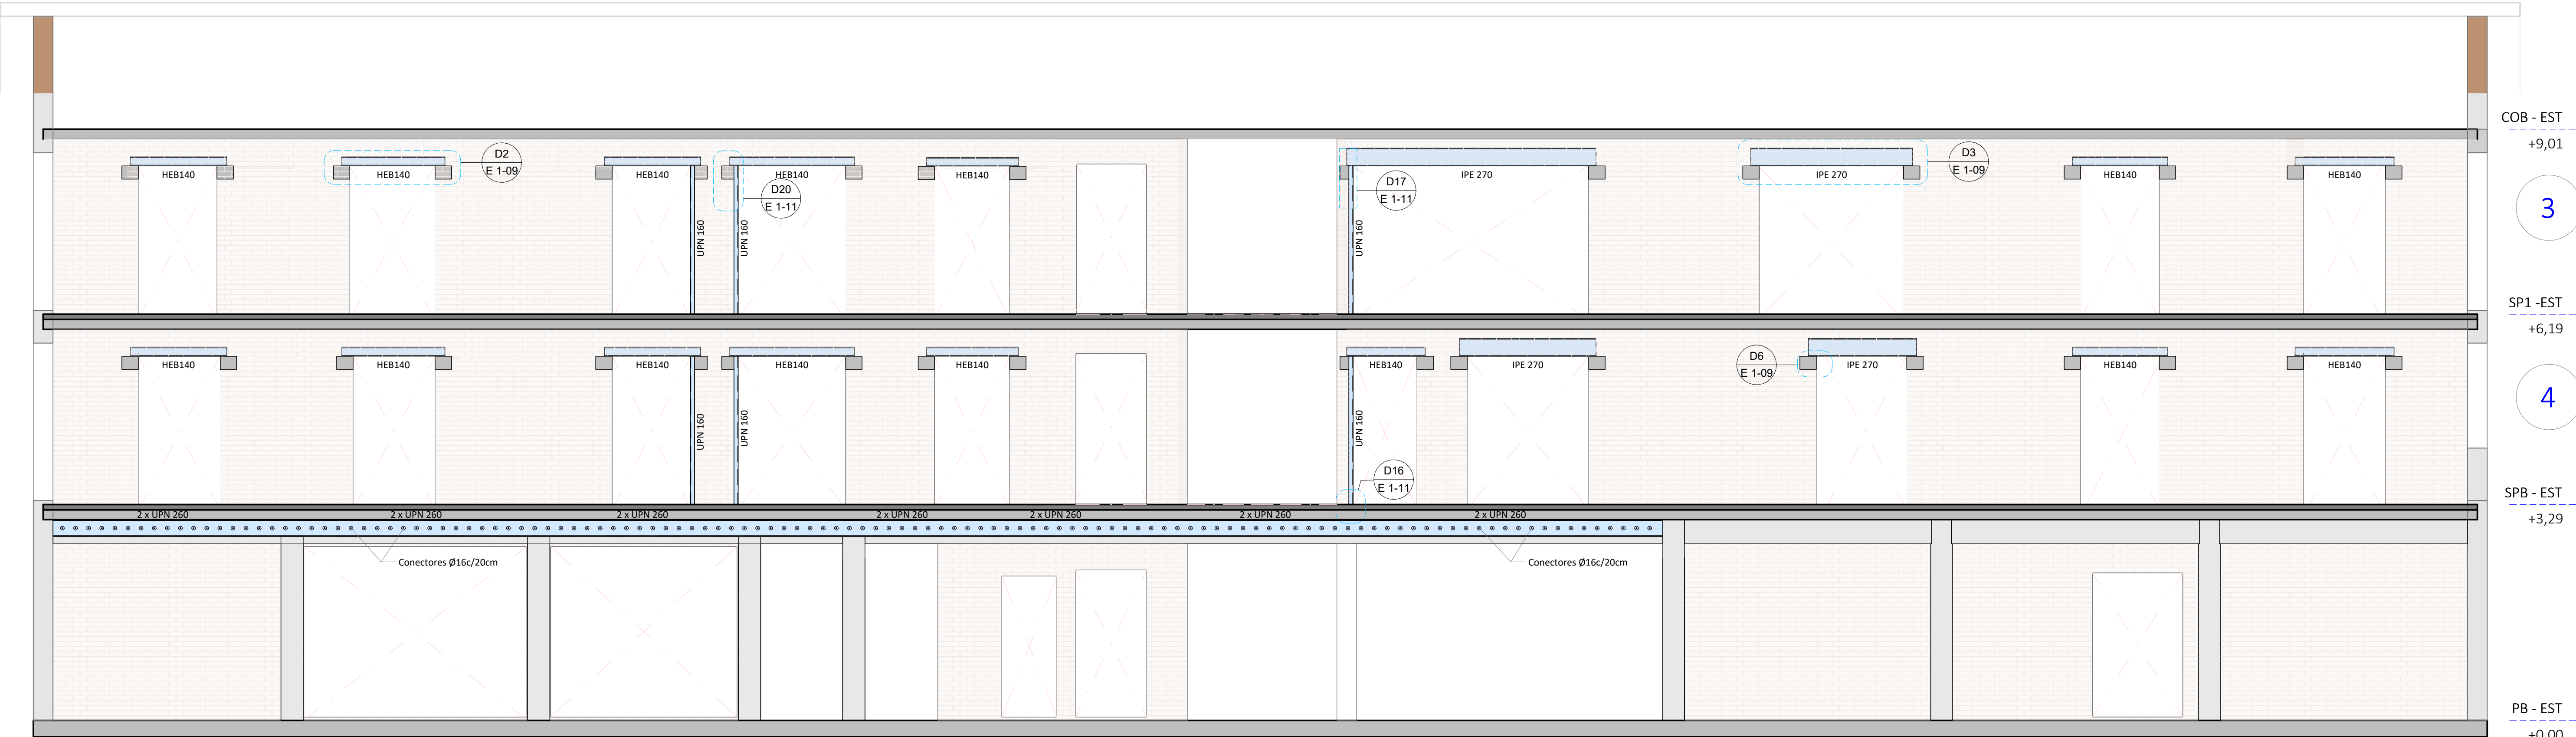 COB - EST
+9,01
D2
E 1-09
D3
E 1-09
HEB140
HEB140
HEB140
HEB140
HEB140
IPE 270
IPE 270
HEB140
HEB140
D20
E 1-11
D17
E 1-11
3
UPN 160
UPN 160
UPN 160
SP1 -EST
+6,19
D6
E 1-09
HEB140
HEB140
HEB140
HEB140
HEB140
HEB140
IPE 270
IPE 270
HEB140
HEB140
4
UPN 160
UPN 160
UPN 160
D16
E 1-11
SPB - EST
+3,29
2 x UPN 260
2 x UPN 260
2 x UPN 260
2 x UPN 260
2 x UPN 260
2 x UPN 260
2 x UPN 260
Conectores Ø16c/20cm
Conectores Ø16c/20cm
PB - EST
+0,00